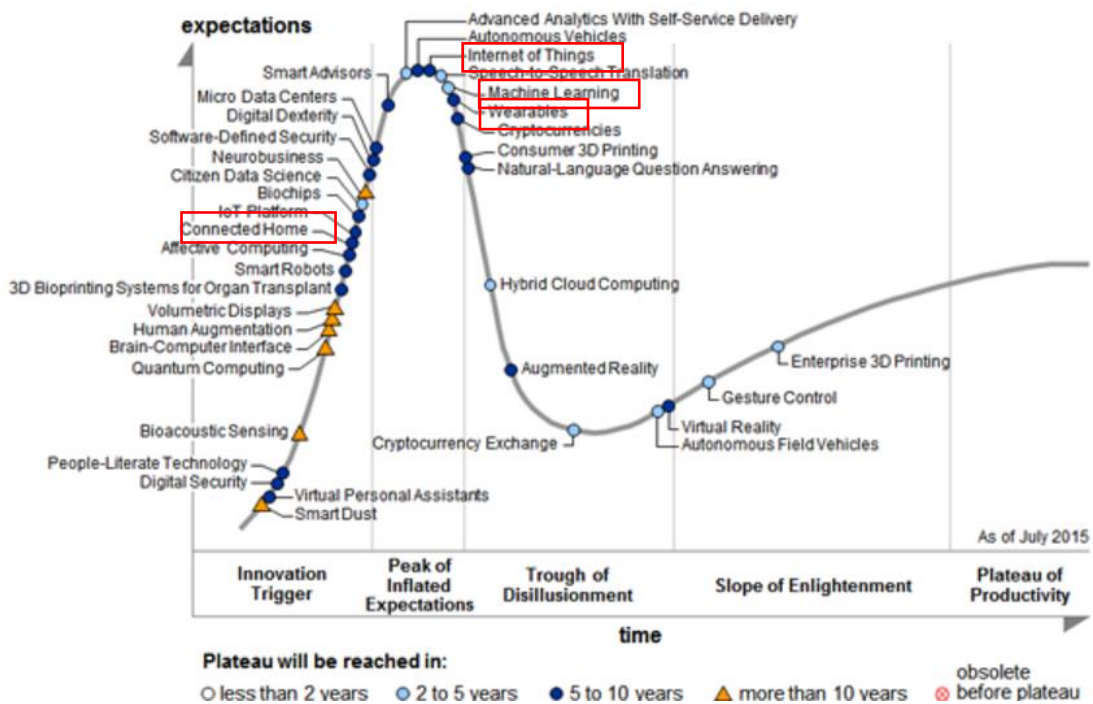 expectations
Advanced Analytics With Self-Service Delivery
Autonomous Vehicles
Internet of Things
Speech-to-Speech Translation
Machine Learning
Wearables
Cryptocurrencies
Consumer 3D Printing
Natural-Language Question Answering
Smart Advisors
Micro Data Centers
Digital Dexterity
Software-Defined Security
Neurobusiness
Citizen Data Science
Biochips
IoT Platform
Connected Home
Affective Computing
Smart Robots
3D Bioprinting Systems for Organ Transplant
Volumetric Displays
Human Augmentation
Brain-Computer Interface
Quantum Computing
Bioacoustic Sensing
People-Literate Technology
Digital Security
Virtual Personal Assistants
Smart Dust
Hybrid Cloud Computing
Augmented Reality
Cryptocurrency Exchange
Enterprise 3D Printing
Gesture Control
Virtual Reality
Autonomous Field Vehicles
As of July 2015
Innovation
Trigger
Peak of
Inflated
Expectations
Trough of
Disillusionment
Slope of Enlightenment
Plateau of
Productivity
time
Plateau will be reached in:
less than 2 years
2 to 5 years
5 to 10 years
more than 10 years
obsolete
before plateau